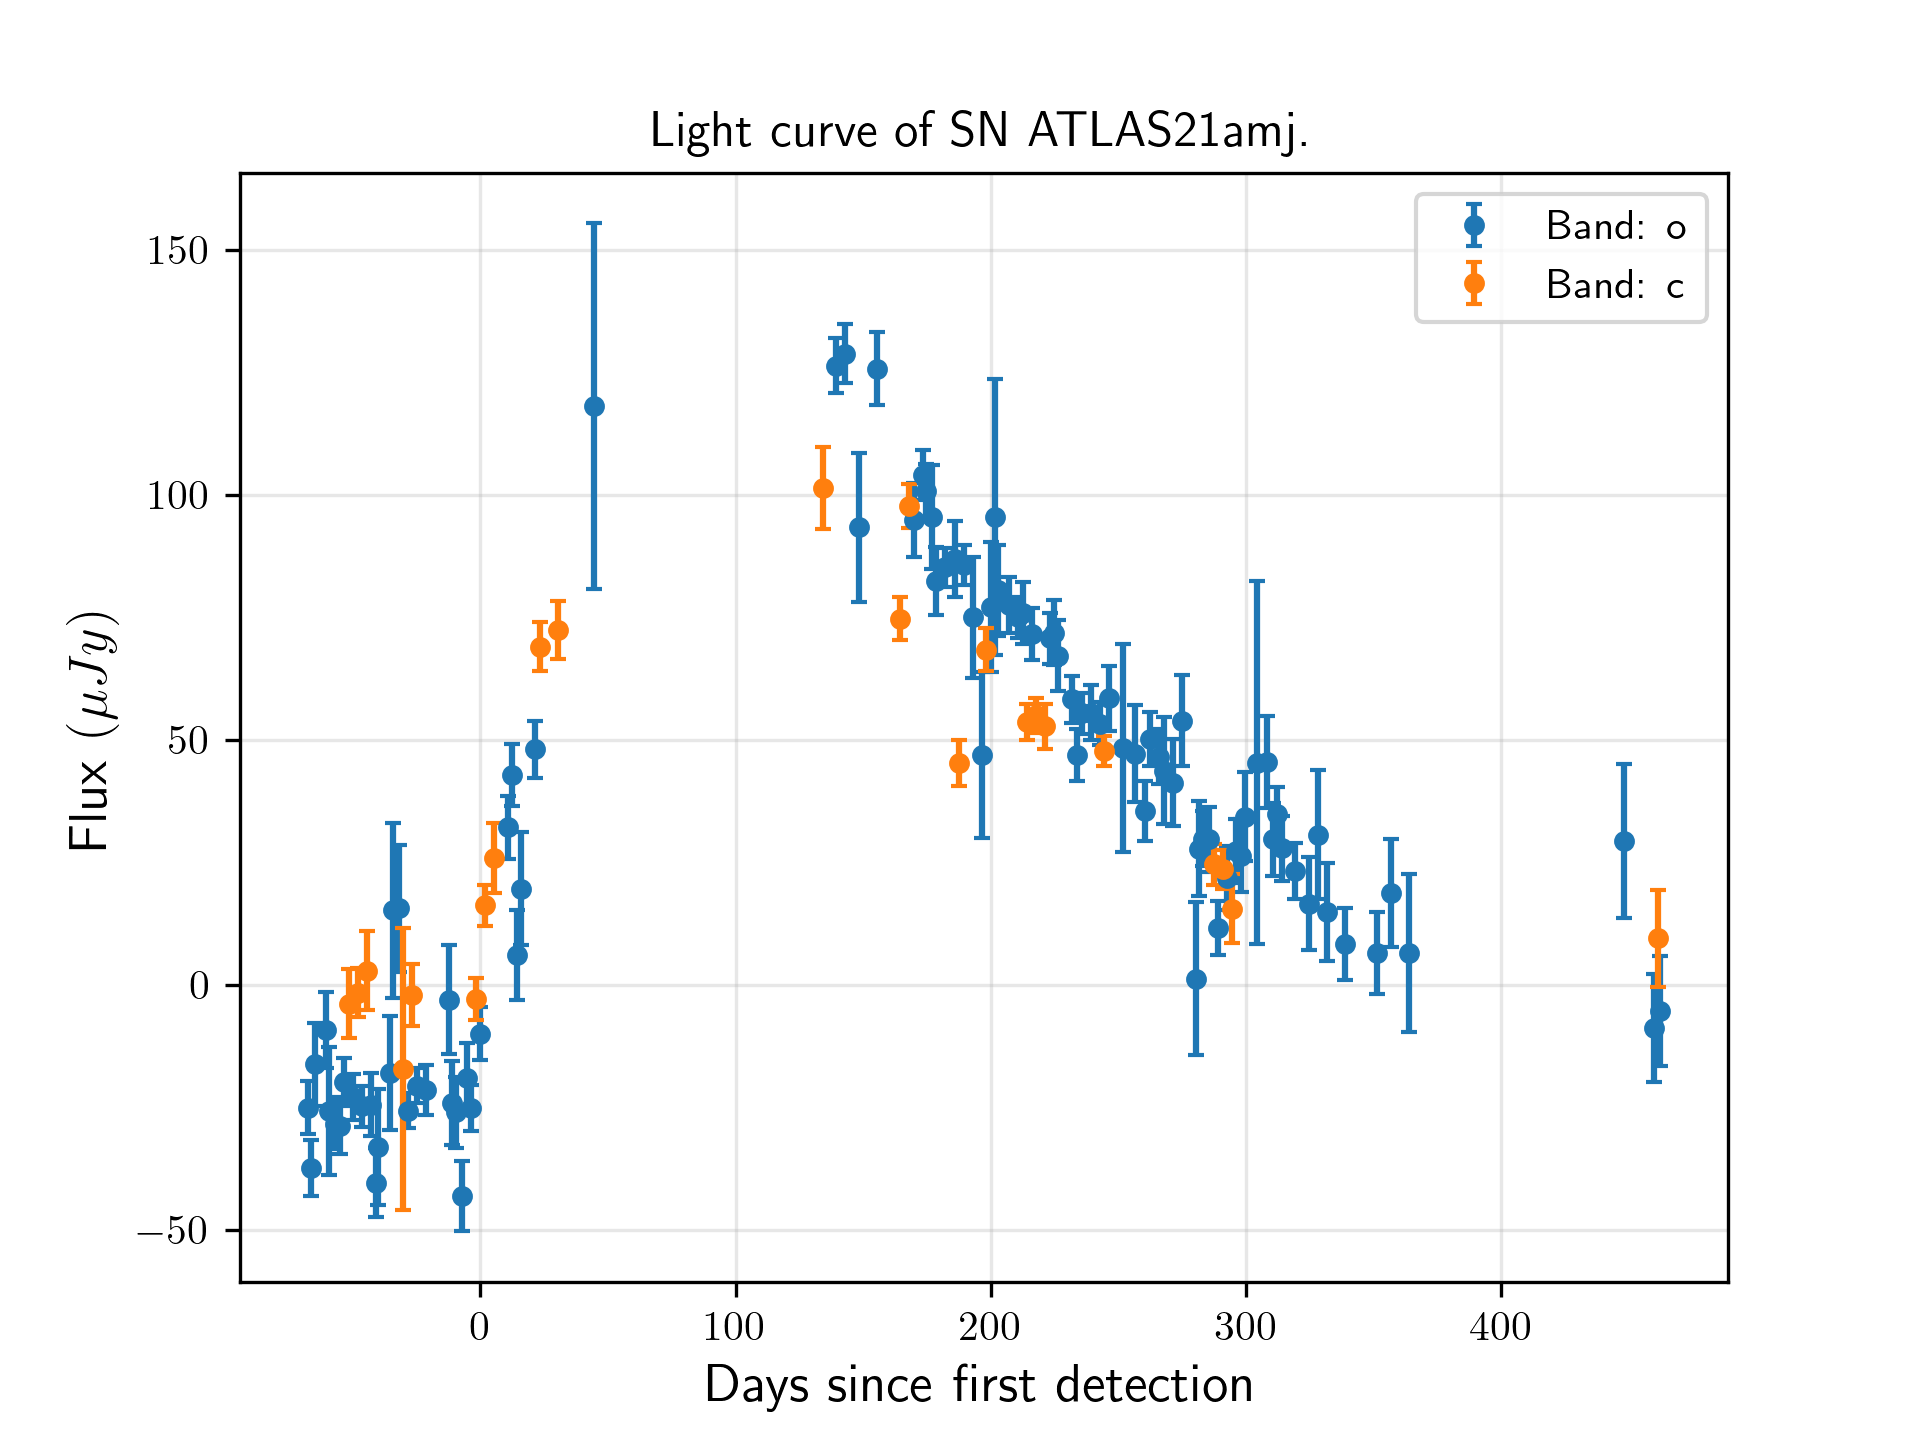 Light curve of SN ATLAS21amj.
Band: o
Band: c
150
100
50
0
−50
Flux (μJy)
0 100 200 300 400
Days since first detection